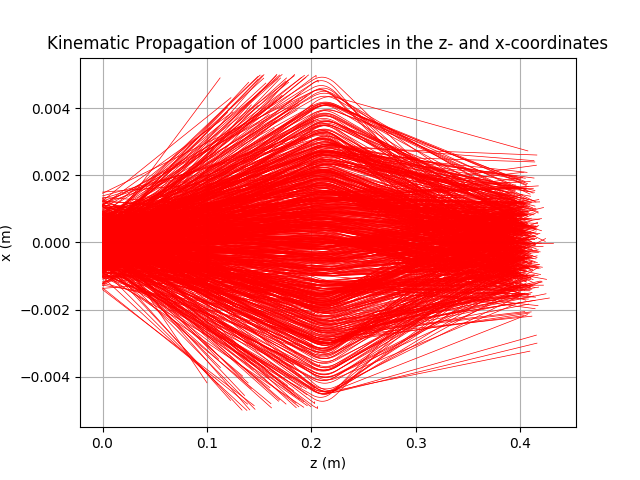 Kinematic Propagation of 1000 particles in the z- and x-coordinates
0.004
0.002
0.000
−0.002
−0.004
x (m)
0.0 0.1 0.2 0.3 0.4
z (m)